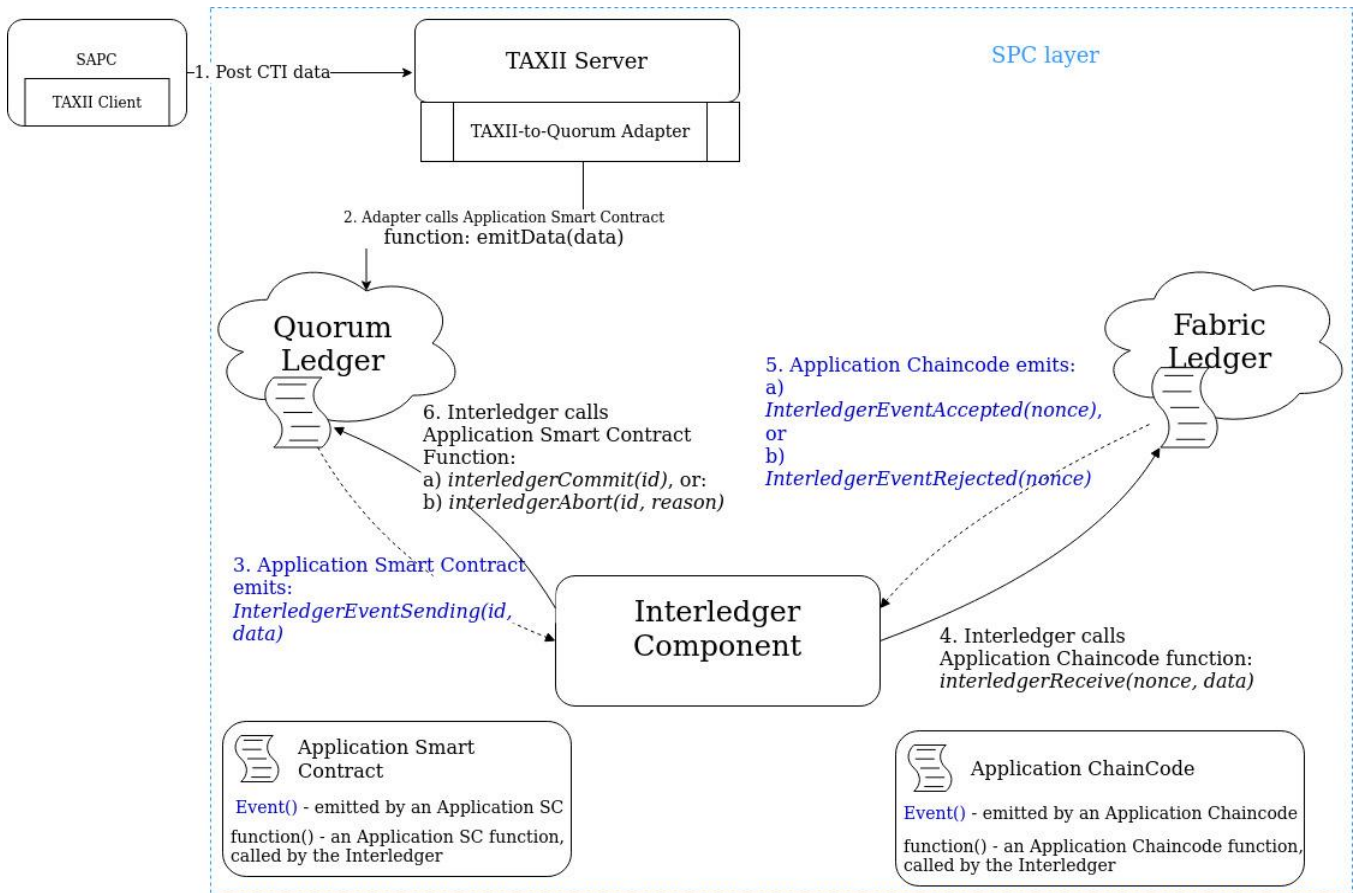 SAPC
TAXII Client
1. Post CTI data
TAXII Server
TAXII-to-Quorum Adapter
SPC layer
2. Adapter calls Application Smart Contract
function: emitData(data)
Quorum
Ledger
Fabric
Ledger
5. Application Chaincode emits:
a)
InterledgerEventAccepted(nonce),
or
b)
InterledgerEventRejected(nonce)
6. Interledger calls
Application Smart Contract
Function:
a) interledgerCommit(id), or:
b) interledgerAbort(id, reason)
3. Application Smart Contract
emits:
InterledgerEventSending(id,
data)
Interledger
Component
4. Interledger calls
Application Chaincode function:
interledgerReceive(nonce, data)
Application Smart
Contract
Event() - emitted by an Application SC
function() - an Application SC function,
called by the Interledger
Application ChainCode
Event() - emitted by an Application Chaincode
function() - an Application Chaincode function,
called by the Interledger